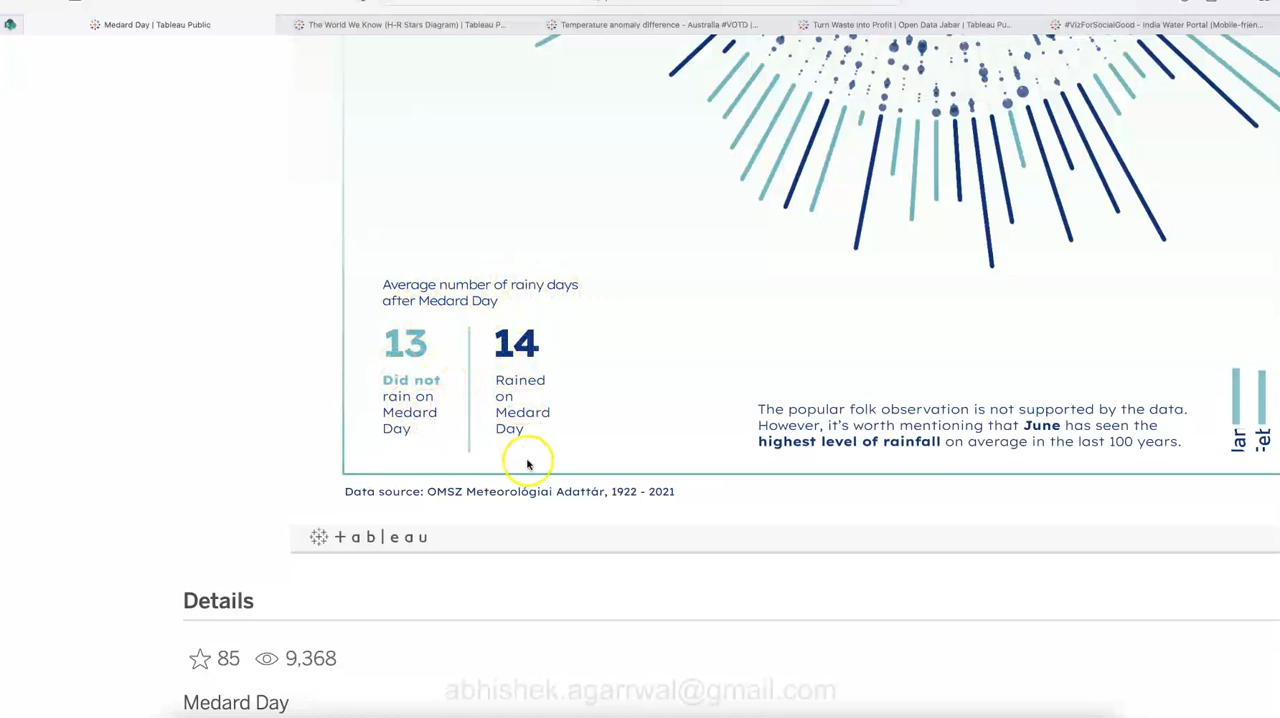 Medard Day | Tableau Public
The World We Know (H-R Stars Diagram) | Tableau P...
Temperature anomaly difference - Australia #VOTD |...
Turn Waste into Profit | Open Data Jabar | Tableau Pu...
#VizForSocialGood - India Water Portal (Mobile-frien...
Average number of rainy days
after Medard Day
13
Did not
rain on
Medard
Day
14
Rained
on
Medard
Day
The popular folk observation is not supported by the data.
However, it's worth mentioning that June has seen the
highest level of rainfall on average in the last 100 years.
Data source: OMSZ Meteorológiai Adattár, 1922 - 2021
+ a b | e a u
Details
85
9,368
Medard Day
abhishek.agarrwal@gmail.com